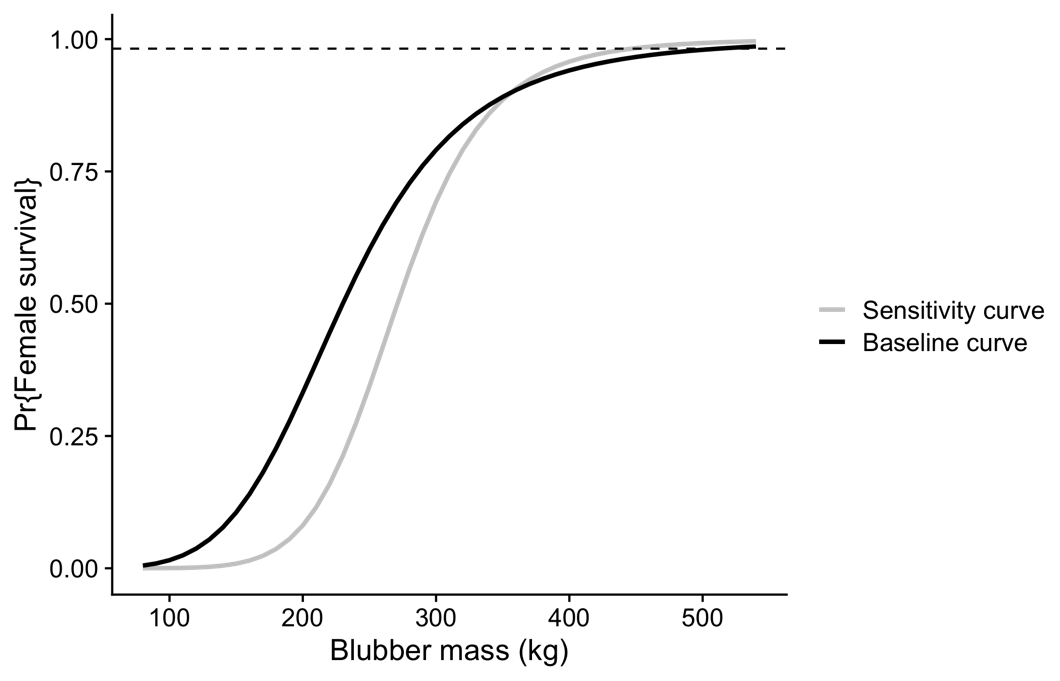 Pr{Female survival}
1.00
0.75
0.50
0.25
0.00
100 200 300 400 500
Blubber mass (kg)
Sensitivity curve
Baseline curve